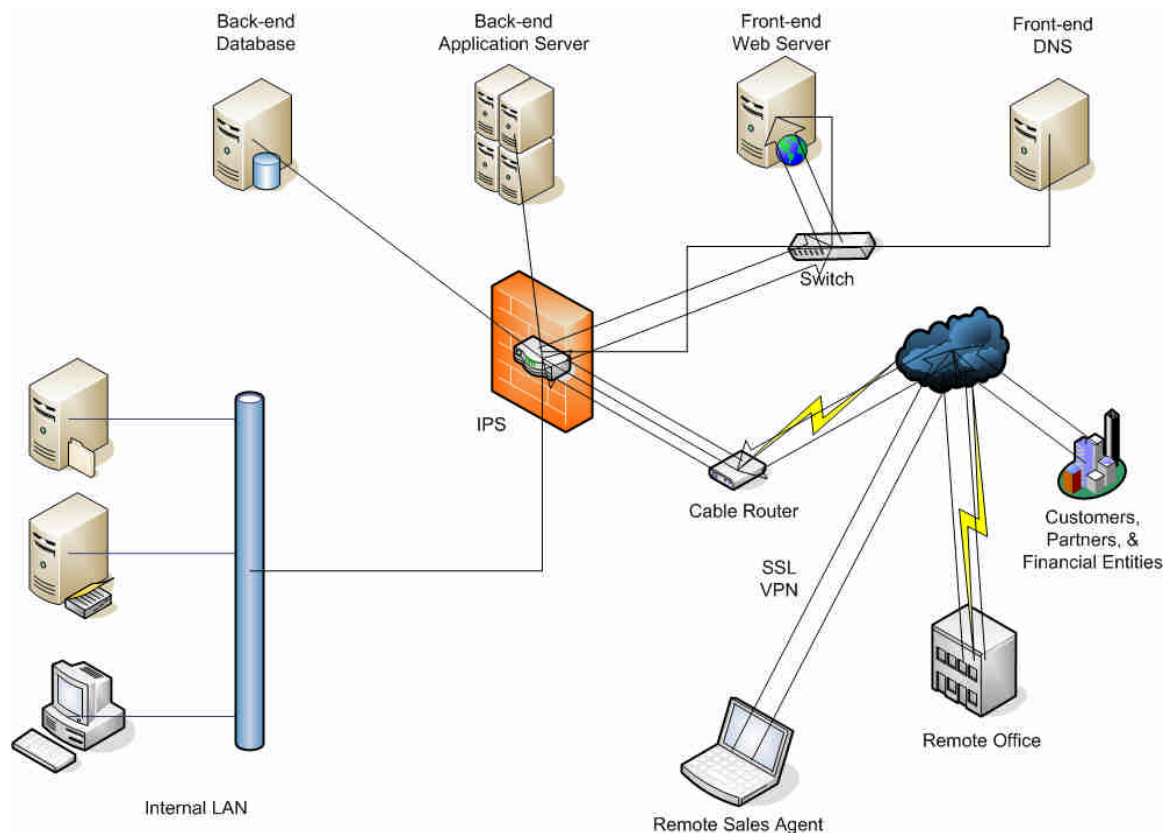 Back-end
Database
Back-end
Application Server
Front-end
Web Server
Front-end
DNS
Switch
IPS
Cable Router
Customers,
Partners, &
Financial Entities
SSL
VPN
Remote Office
Internal LAN
Remote Sales Agent